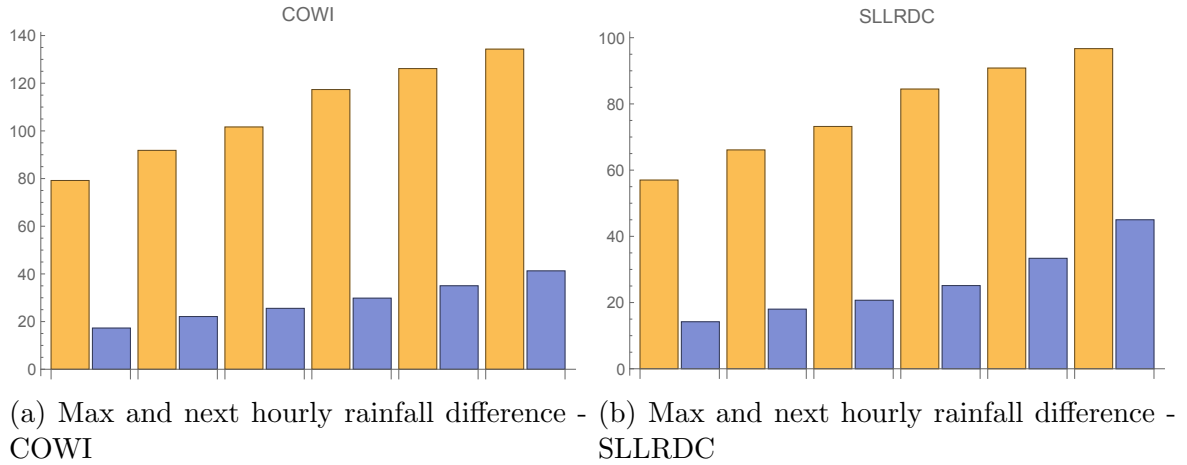 COWI
140
120
100
80
60
40
20
0
(a) Max and next hourly rainfall difference -
COWI
SLLRDC
100
80
60
40
20
0
(b) Max and next hourly rainfall difference -
SLLRDC